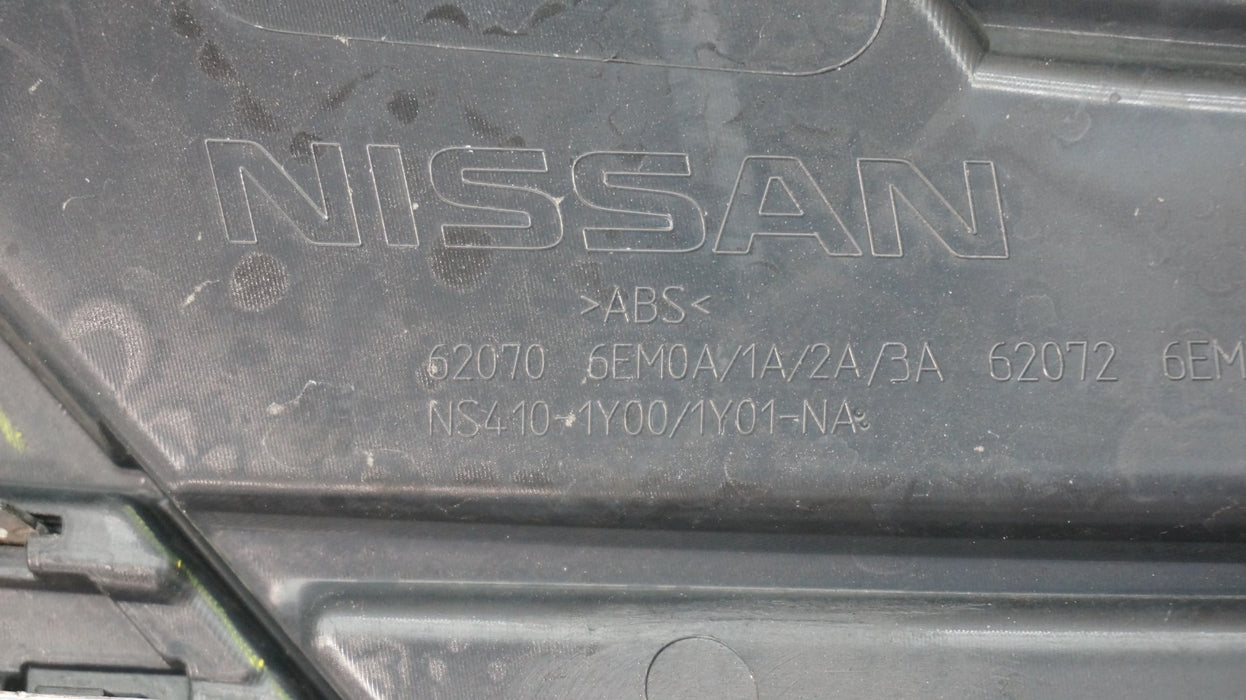 NISSAN
>ABS<
62070 6EM0A/1A/2A/3A 62072 6EM
NS410-1Y00/1Y01-NA